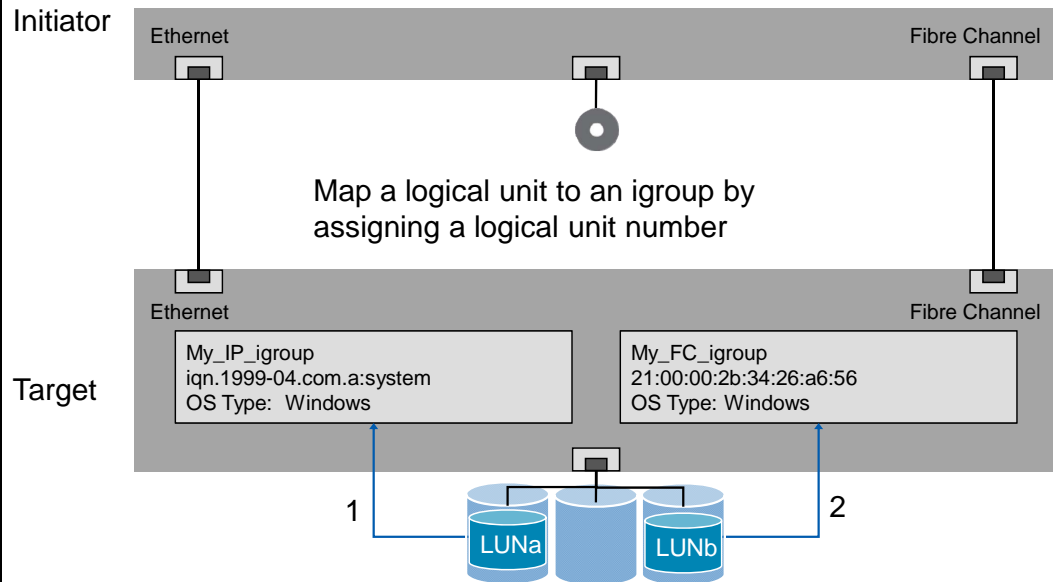 Initiator
Ethernet
Fibre Channel
Map a logical unit to an igroup by
assigning a logical unit number
Ethernet
Fibre Channel
Target
My_IP_igroup
iqn.1999-04.com.a:system
OS Type: Windows
My_FC_igroup
21:00:00:2b:34:26:a6:56
OS Type: Windows
1
2
LUNa
LUNb